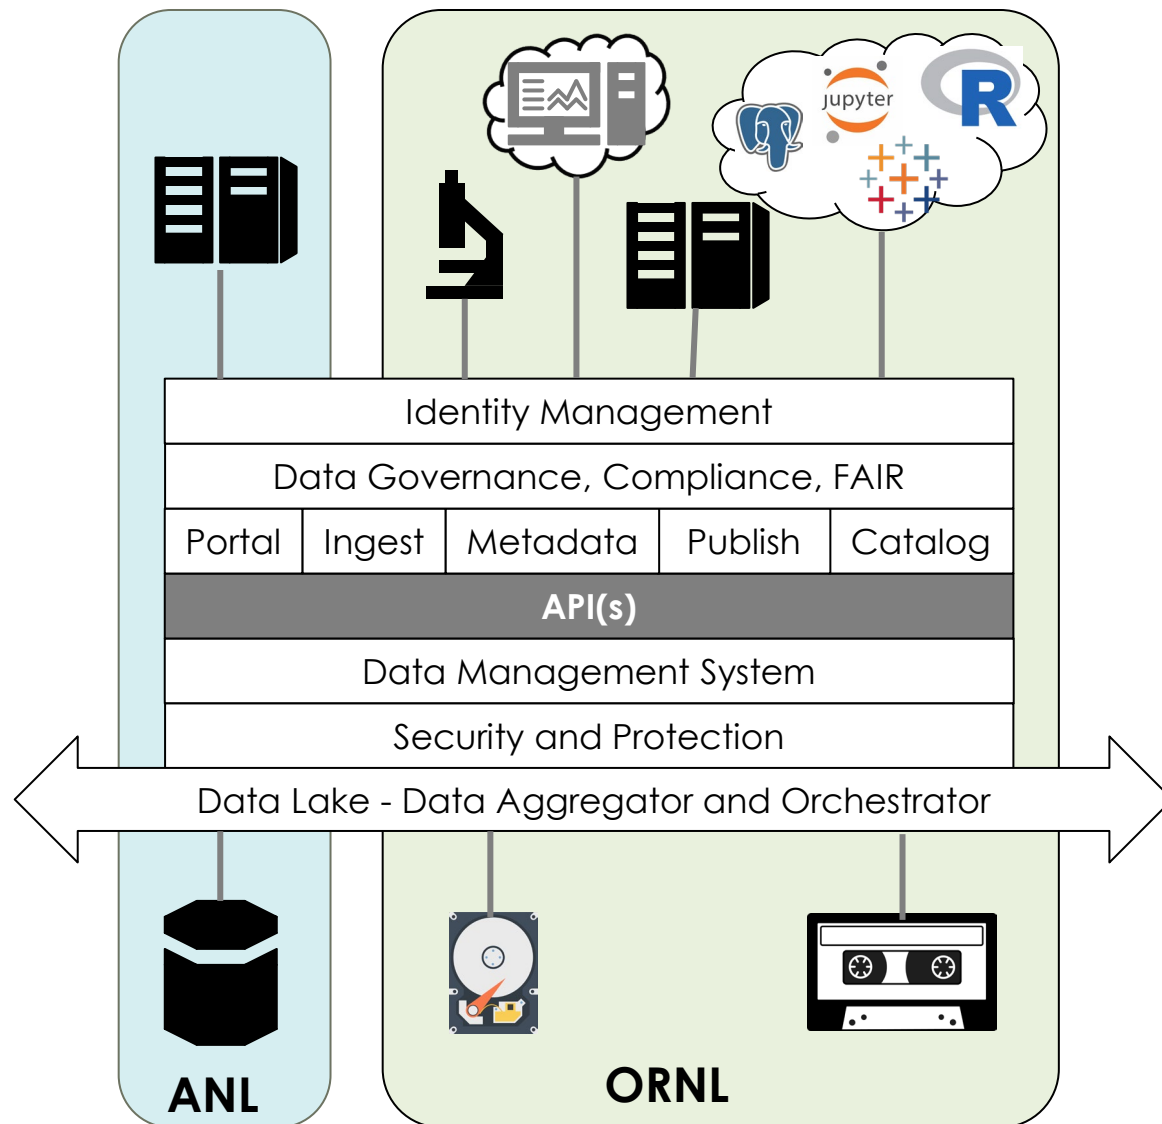 jupyter
R
Identity Management
Data Governance, Compliance, FAIR
Portal
Ingest
Metadata
Publish
Catalog
API(s)
Data Management System
Security and Protection
Data Lake - Data Aggregator and Orchestrator
ANL
ORNL